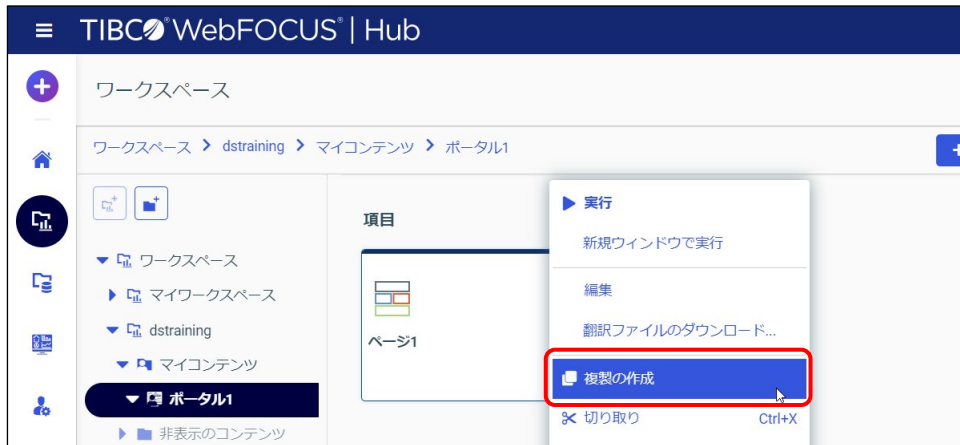 TIBCO® WebFOCUS® | Hub
ワークスペース
ワークスペース > dstraining > マイコンテンツ > ポータル1
項目
ワークスペース
マイワークスペース
dstraining
マイコンテンツ
ポータル1
非表示のコンテンツ
ページ1
実行
新規ウィンドウで実行
編集
翻訳ファイルのダウンロード...
複製の作成
切り取り Ctrl+X